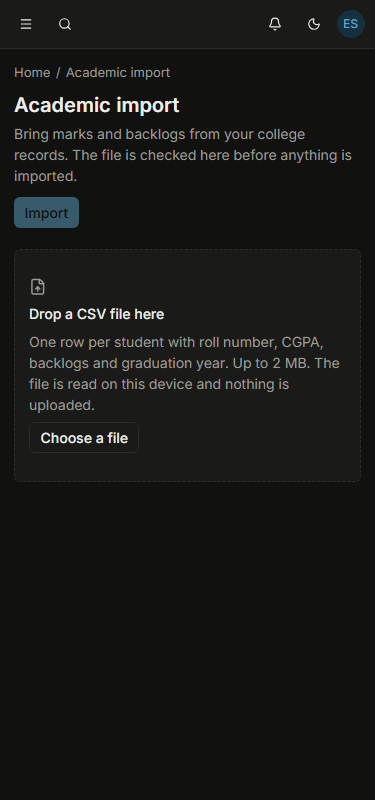 ES
Home / Academic import
Academic import
Bring marks and backlogs from your college
records. The file is checked here before anything is
imported.
Import
Drop a CSV file here
One row per student with roll number, CGPA,
backlogs and graduation year. Up to 2 MB. The
file is read on this device and nothing is
uploaded.
Choose a file